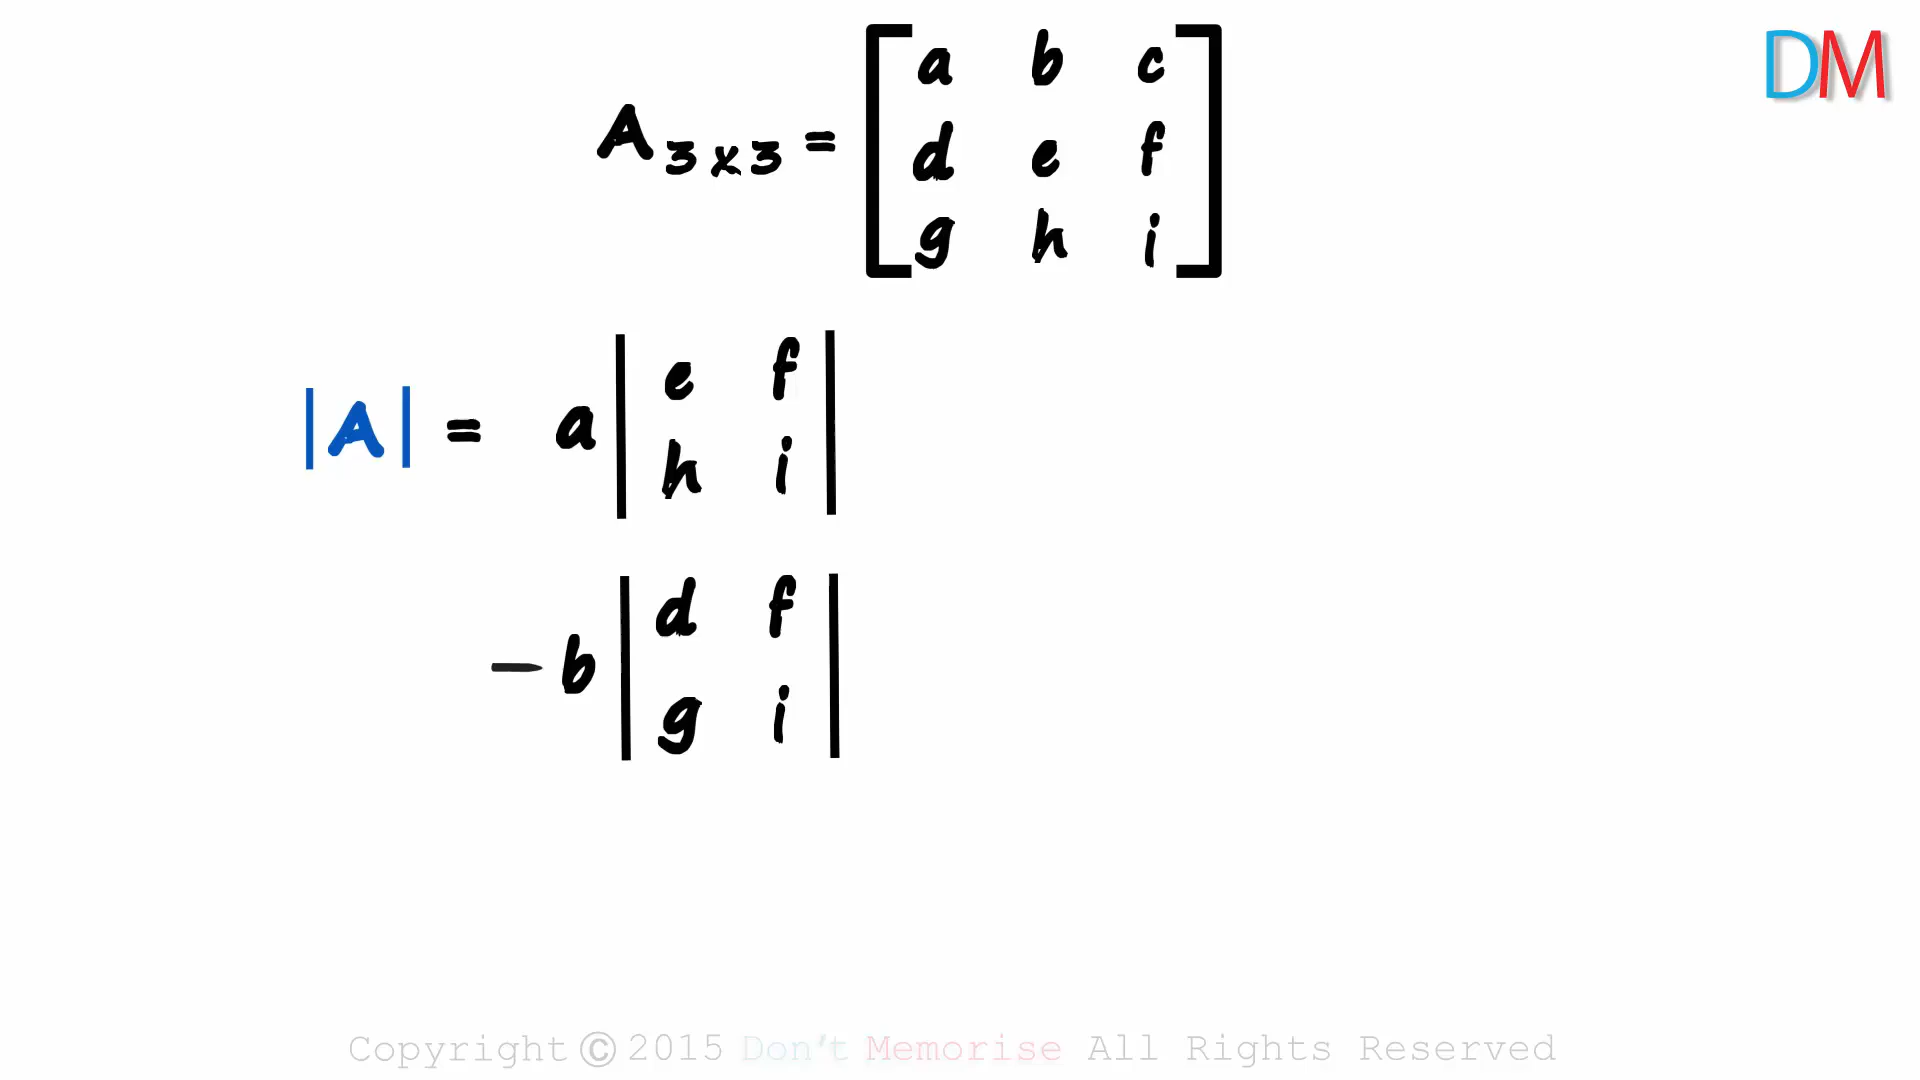 DM
a b c
A3x3 = d e f
g h i
e f
|A| = a
h i
d f
− b
g i
Copyright © 2015 Don't Memorise All Rights Reserved